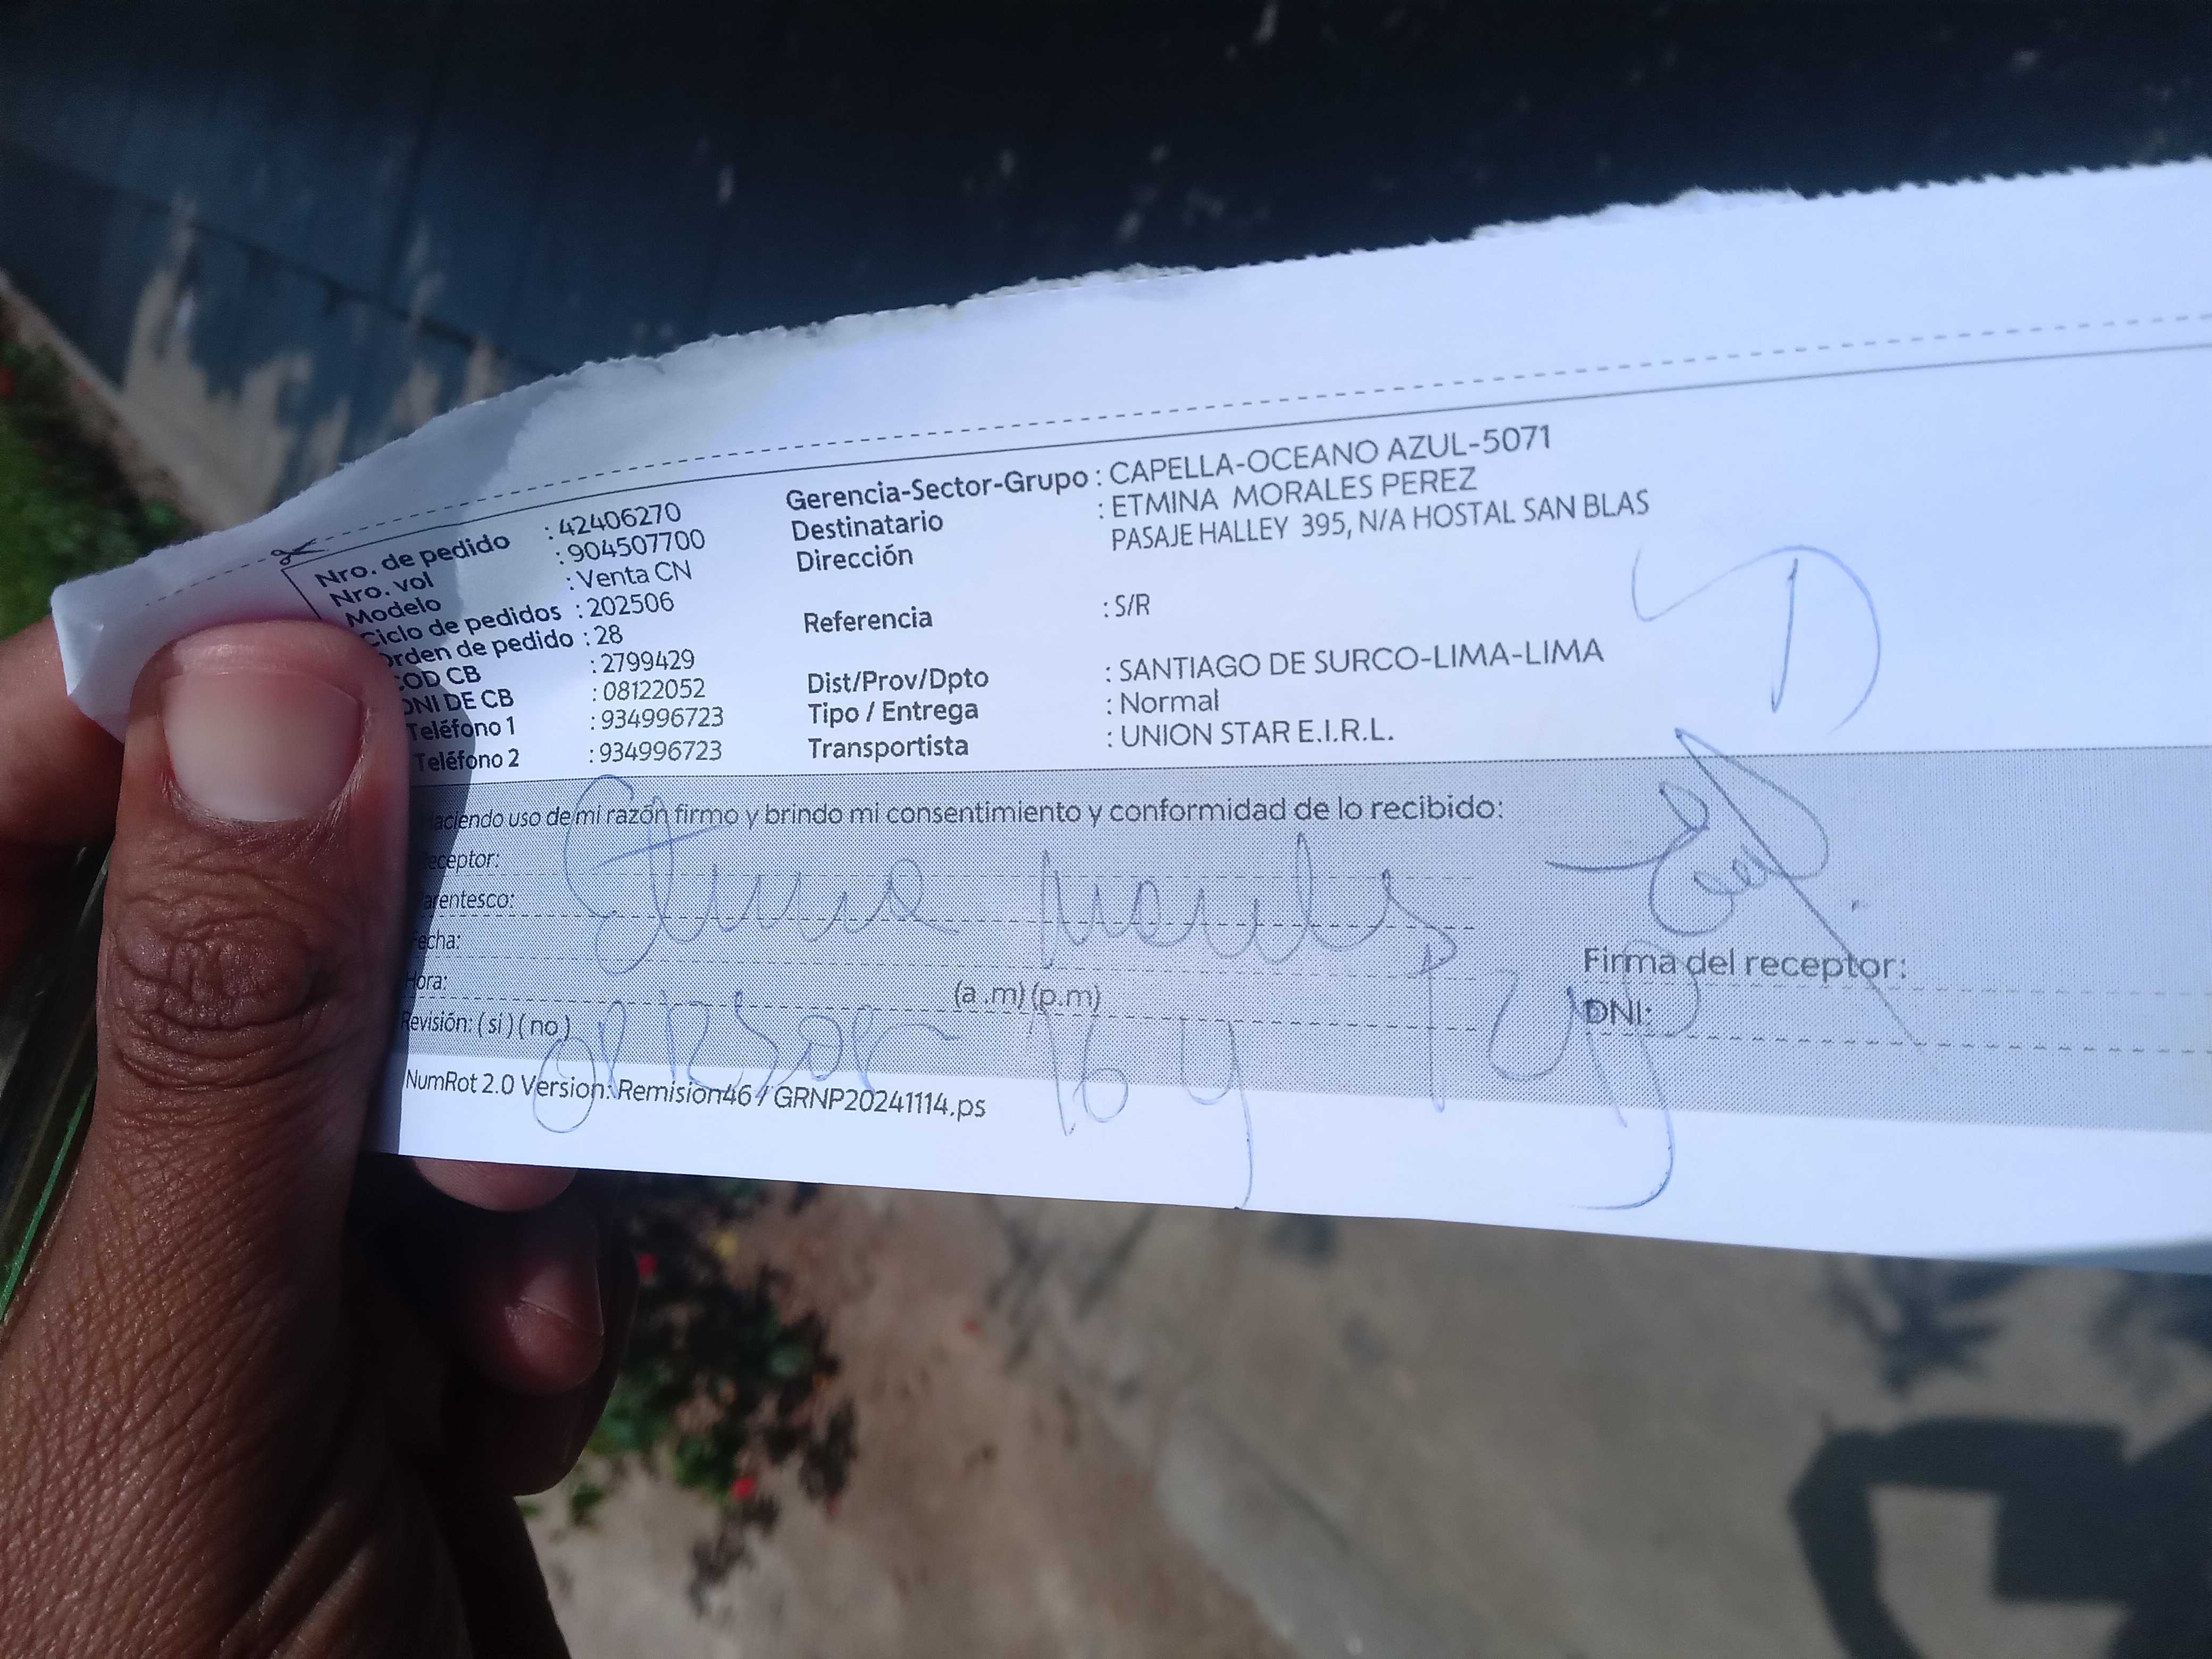 Nro. de pedido : 42406270
Nro. vol : 904507700
Modelo : Venta CN
Ciclo de pedidos : 202506
Orden de pedido : 28
COD CB : 2799429
DNI DE CB : 08122052
Teléfono 1 : 934996723
Teléfono 2 : 934996723
Gerencia-Sector-Grupo : CAPELLA-OCEANO AZUL-5071
Destinatario : ETMINA MORALES PEREZ
Dirección PASAJE HALLEY 395, N/A HOSTAL SAN BLAS
Referencia : S/R
Dist/Prov/Dpto : SANTIAGO DE SURCO-LIMA-LIMA
Tipo / Entrega : Normal
Transportista : UNION STAR E.I.R.L.
Haciendo uso de mi razón firmo y brindo mi consentimiento y conformidad de lo recibido:
Receptor:
Parentesco:
Fecha:
Hora: (a .m) (p.m)
Revisión: ( si ) ( no )
Firma del receptor:
DNI:
NumRot 2.0 Version: Remision46 / GRNP20241114.ps